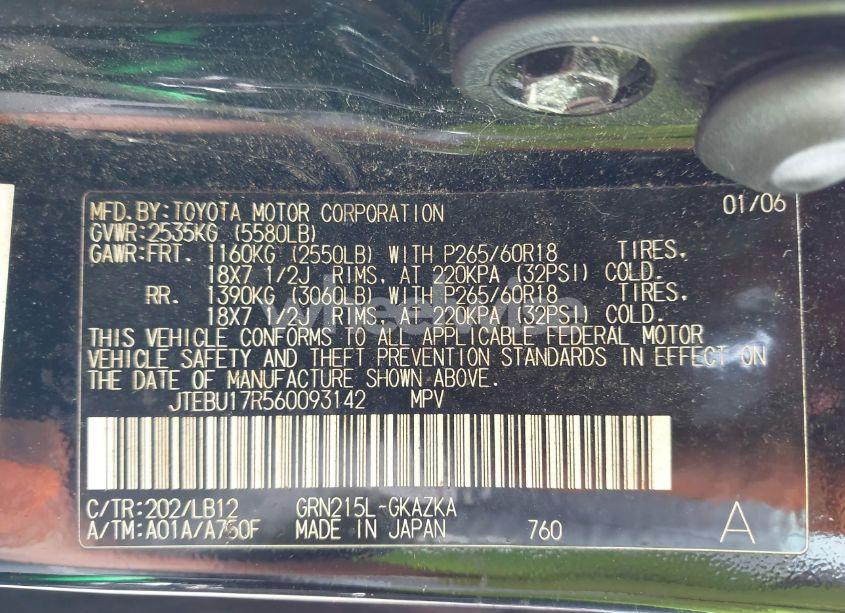 MFD.BY:TOYOTA MOTOR CORPORATION 01/06
GVWR:2535KG (5580LB)
GAWR:FRT. 1160KG (2550LB) WITH P265/60R18 TIRES,
18X7 1/2J RIMS, AT 220KPA (32PSI) COLD.
RR. 1390KG (3060LB) WITH P265/60R18 TIRES,
18X7 1/2J RIMS, AT 220KPA (32PSI) COLD.
THIS VEHICLE CONFORMS TO ALL APPLICABLE FEDERAL MOTOR
VEHICLE SAFETY AND THEFT PREVENTION STANDARDS IN EFFECT ON
THE DATE OF MANUFACTURE SHOWN ABOVE.
JTEBU17R560093142 MPV
C/TR:202/LB12 GRN215L-GKAZKA
A/TM:A01A/A750F MADE IN JAPAN 760 A